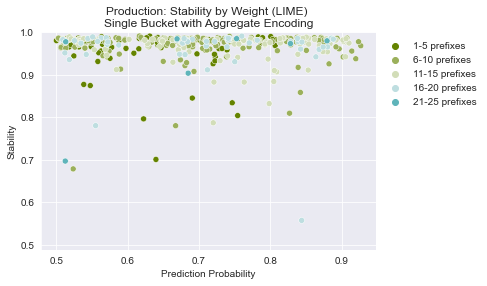 Production: Stability by Weight (LIME)
Single Bucket with Aggregate Encoding
1.0
0.9
0.8
0.7
0.6
0.5
Stability
0.5 0.6 0.7 0.8 0.9
Prediction Probability
1-5 prefixes
6-10 prefixes
11-15 prefixes
16-20 prefixes
21-25 prefixes